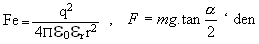 Fe = q² / 4πε₀εᵣr² , F = mg.tan α/2 ‘ den